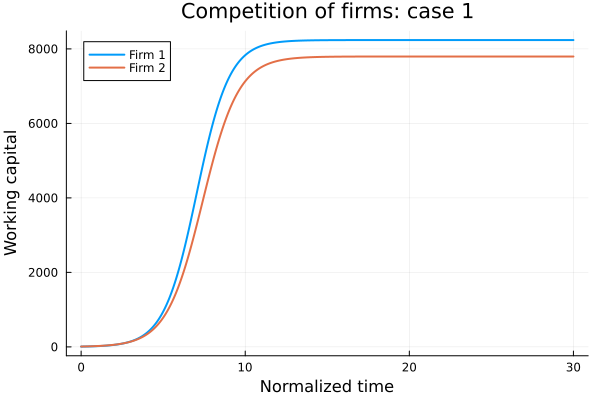 Competition of firms: case 1
Working capital
8000
6000
4000
2000
0
Firm 1
Firm 2
0 10 20 30
Normalized time